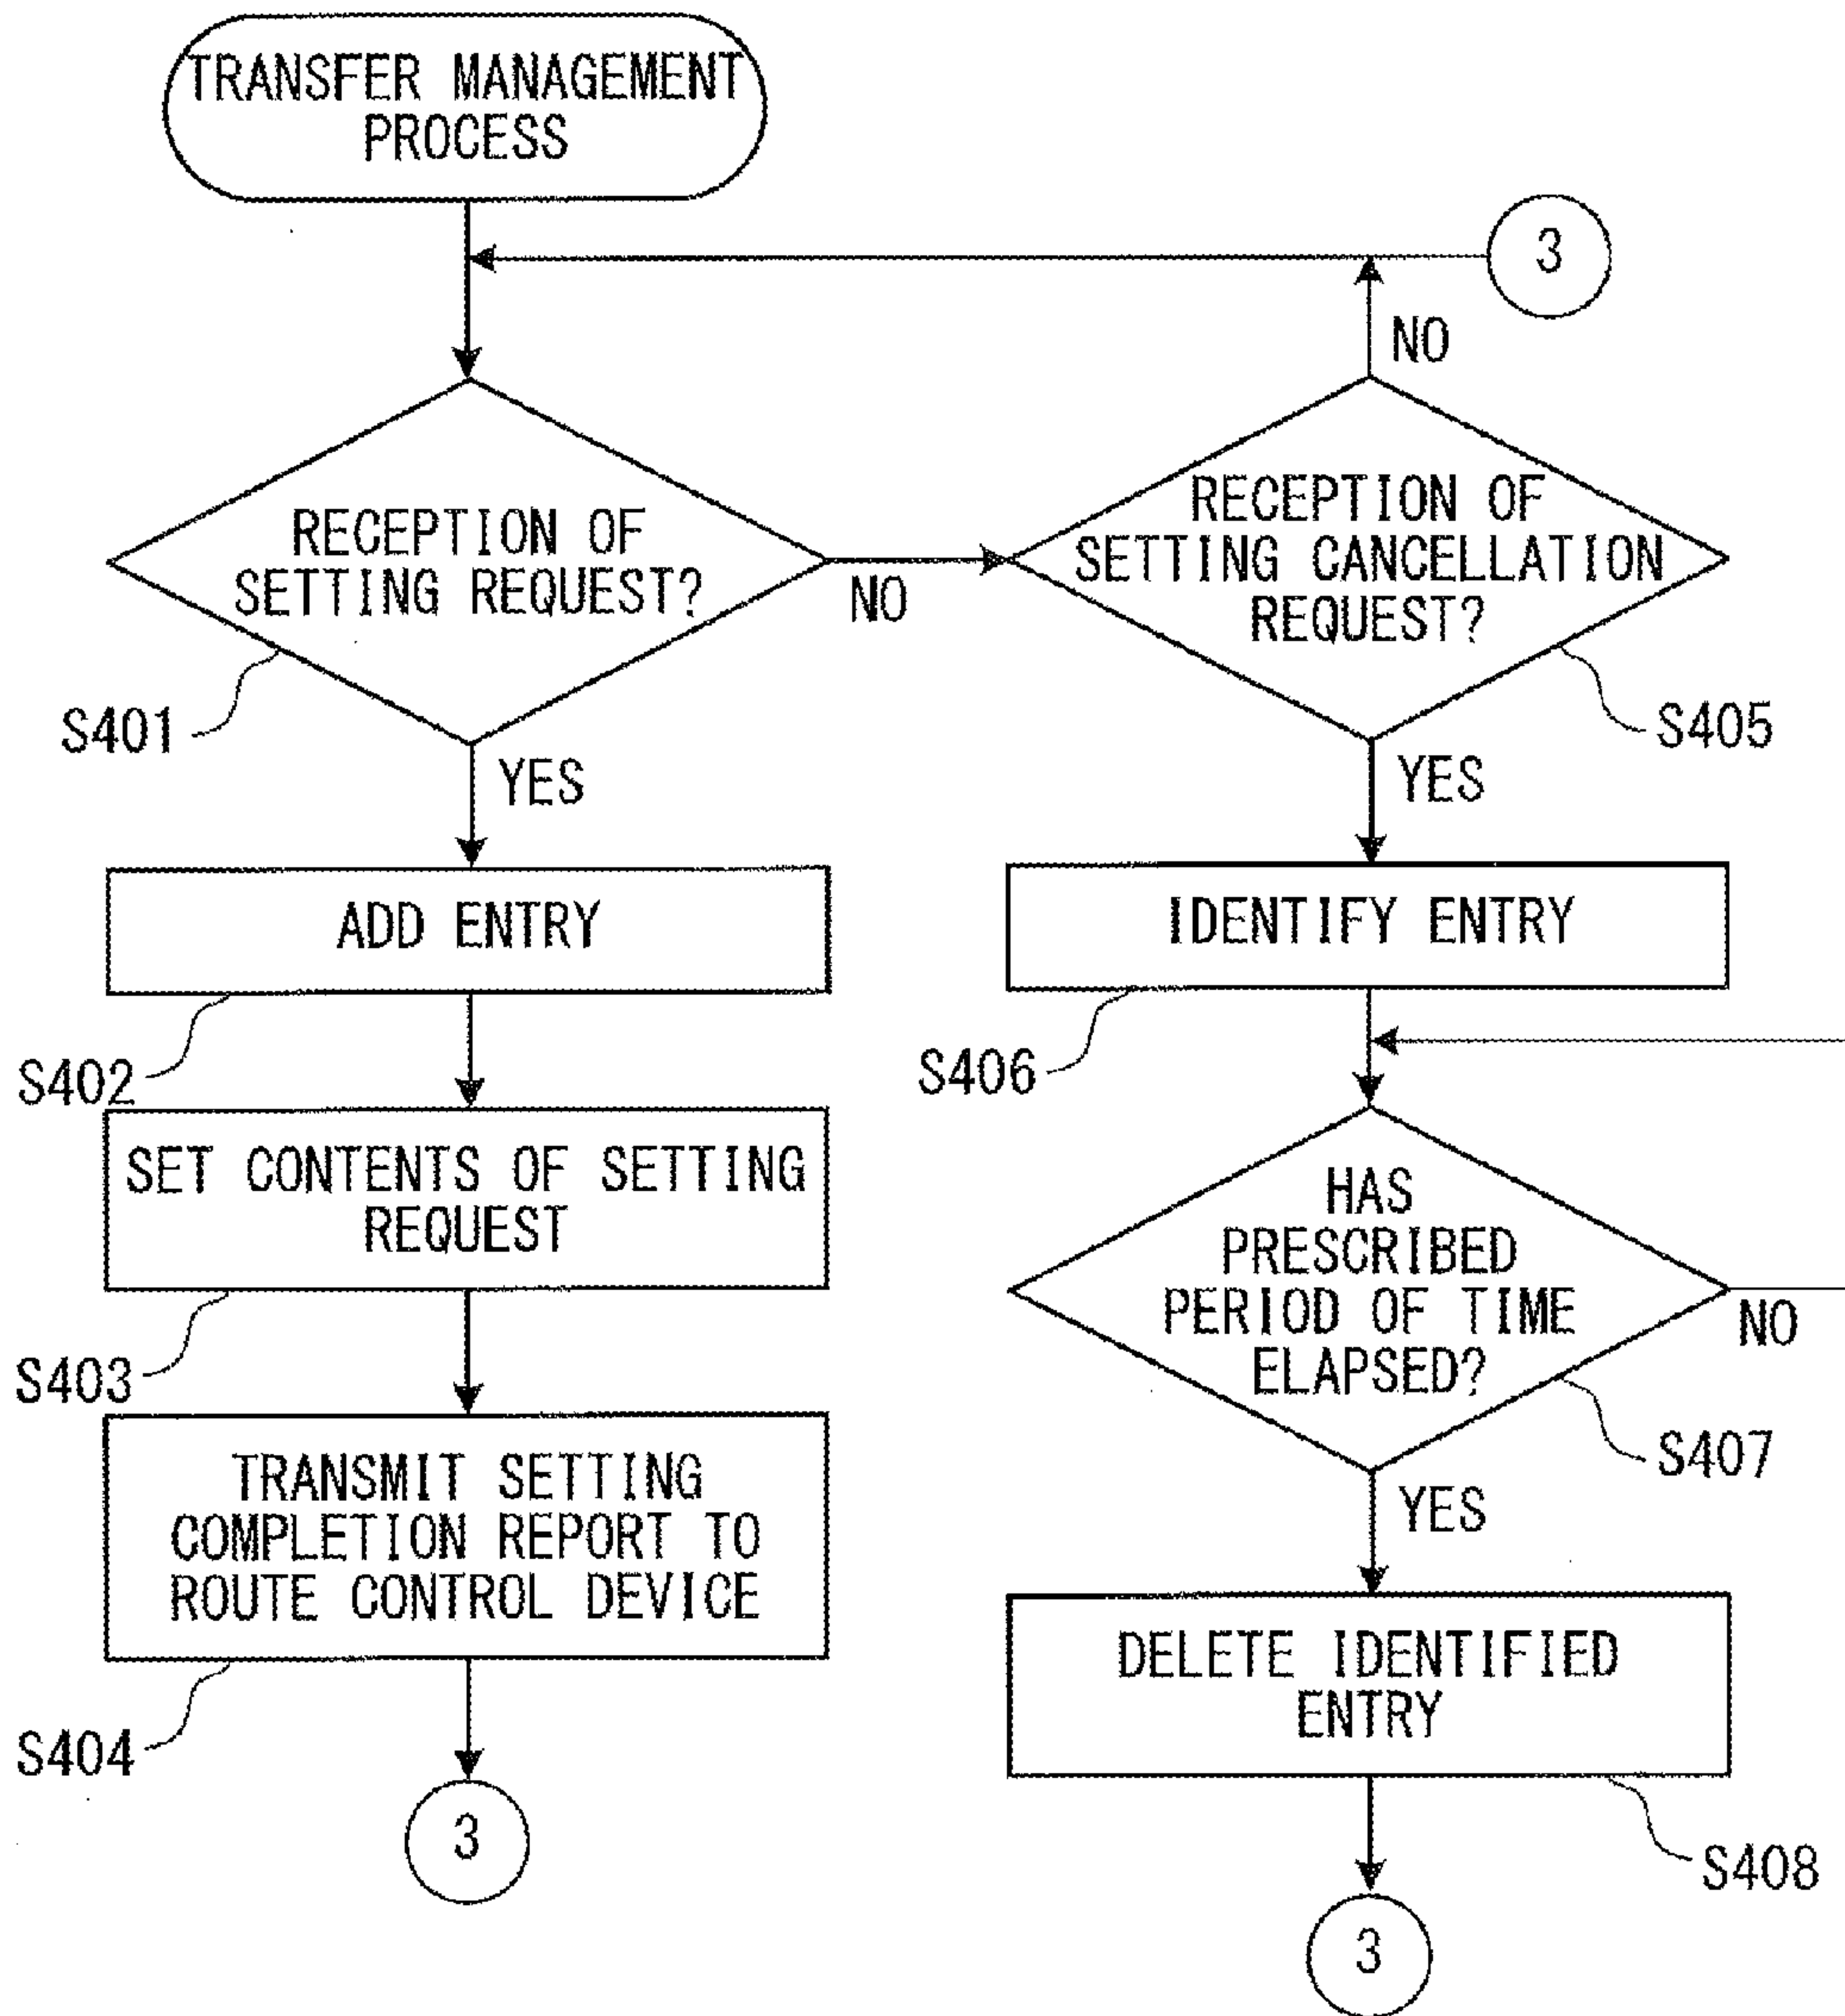 TRANSFER MANAGEMENT
PROCESS
3
NO
RECEPTION OF
SETTING REQUEST?
NO
S401
YES
RECEPTION OF
SETTING CANCELLATION
REQUEST?
S405
YES
ADD ENTRY
S402
IDENTIFY ENTRY
S406
SET CONTENTS OF SETTING
REQUEST
S403
HAS
PRESCRIBED
PERIOD OF TIME
ELAPSED?
NO
S407
YES
TRANSMIT SETTING
COMPLETION REPORT TO
ROUTE CONTROL DEVICE
S404
3
DELETE IDENTIFIED
ENTRY
S408
3